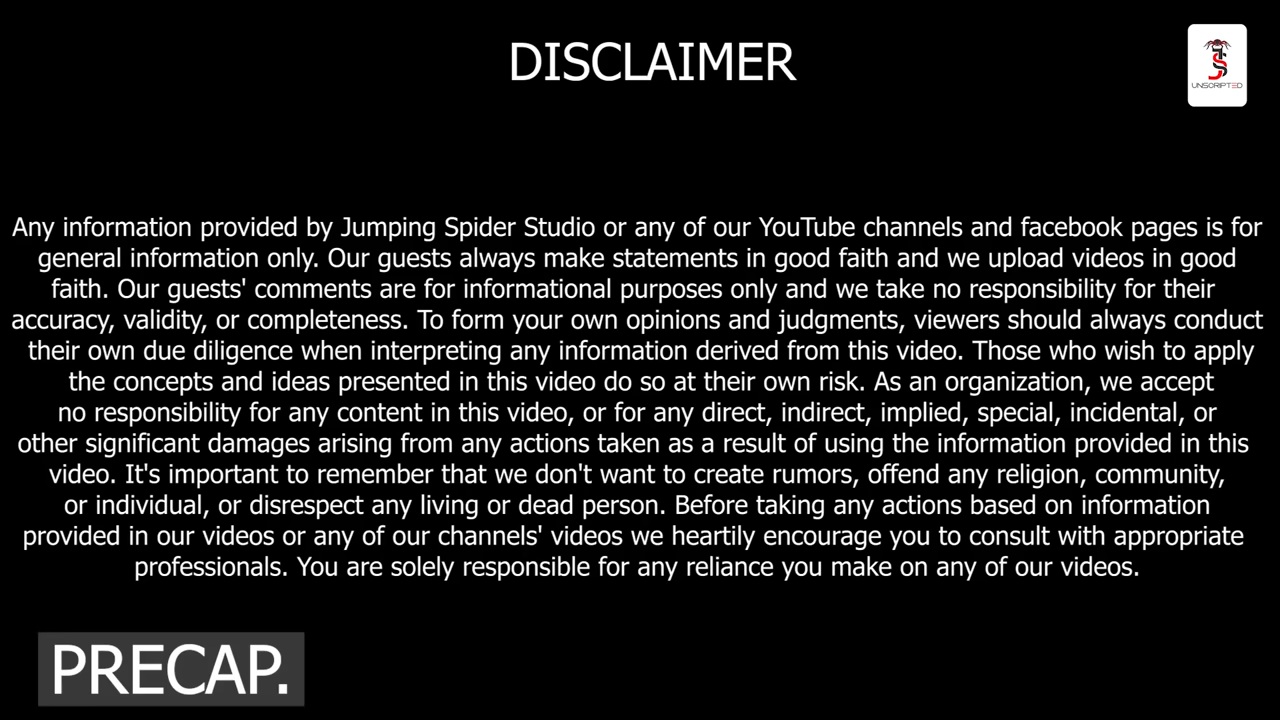 DISCLAIMER
UNSCRIPTED
Any information provided by Jumping Spider Studio or any of our YouTube channels and facebook pages is for
general information only. Our guests always make statements in good faith and we upload videos in good
faith. Our guests' comments are for informational purposes only and we take no responsibility for their
accuracy, validity, or completeness. To form your own opinions and judgments, viewers should always conduct
their own due diligence when interpreting any information derived from this video. Those who wish to apply
the concepts and ideas presented in this video do so at their own risk. As an organization, we accept
no responsibility for any content in this video, or for any direct, indirect, implied, special, incidental, or
other significant damages arising from any actions taken as a result of using the information provided in this
video. It's important to remember that we don't want to create rumors, offend any religion, community,
or individual, or disrespect any living or dead person. Before taking any actions based on information
provided in our videos or any of our channels' videos we heartily encourage you to consult with appropriate
professionals. You are solely responsible for any reliance you make on any of our videos.
PRECAP.